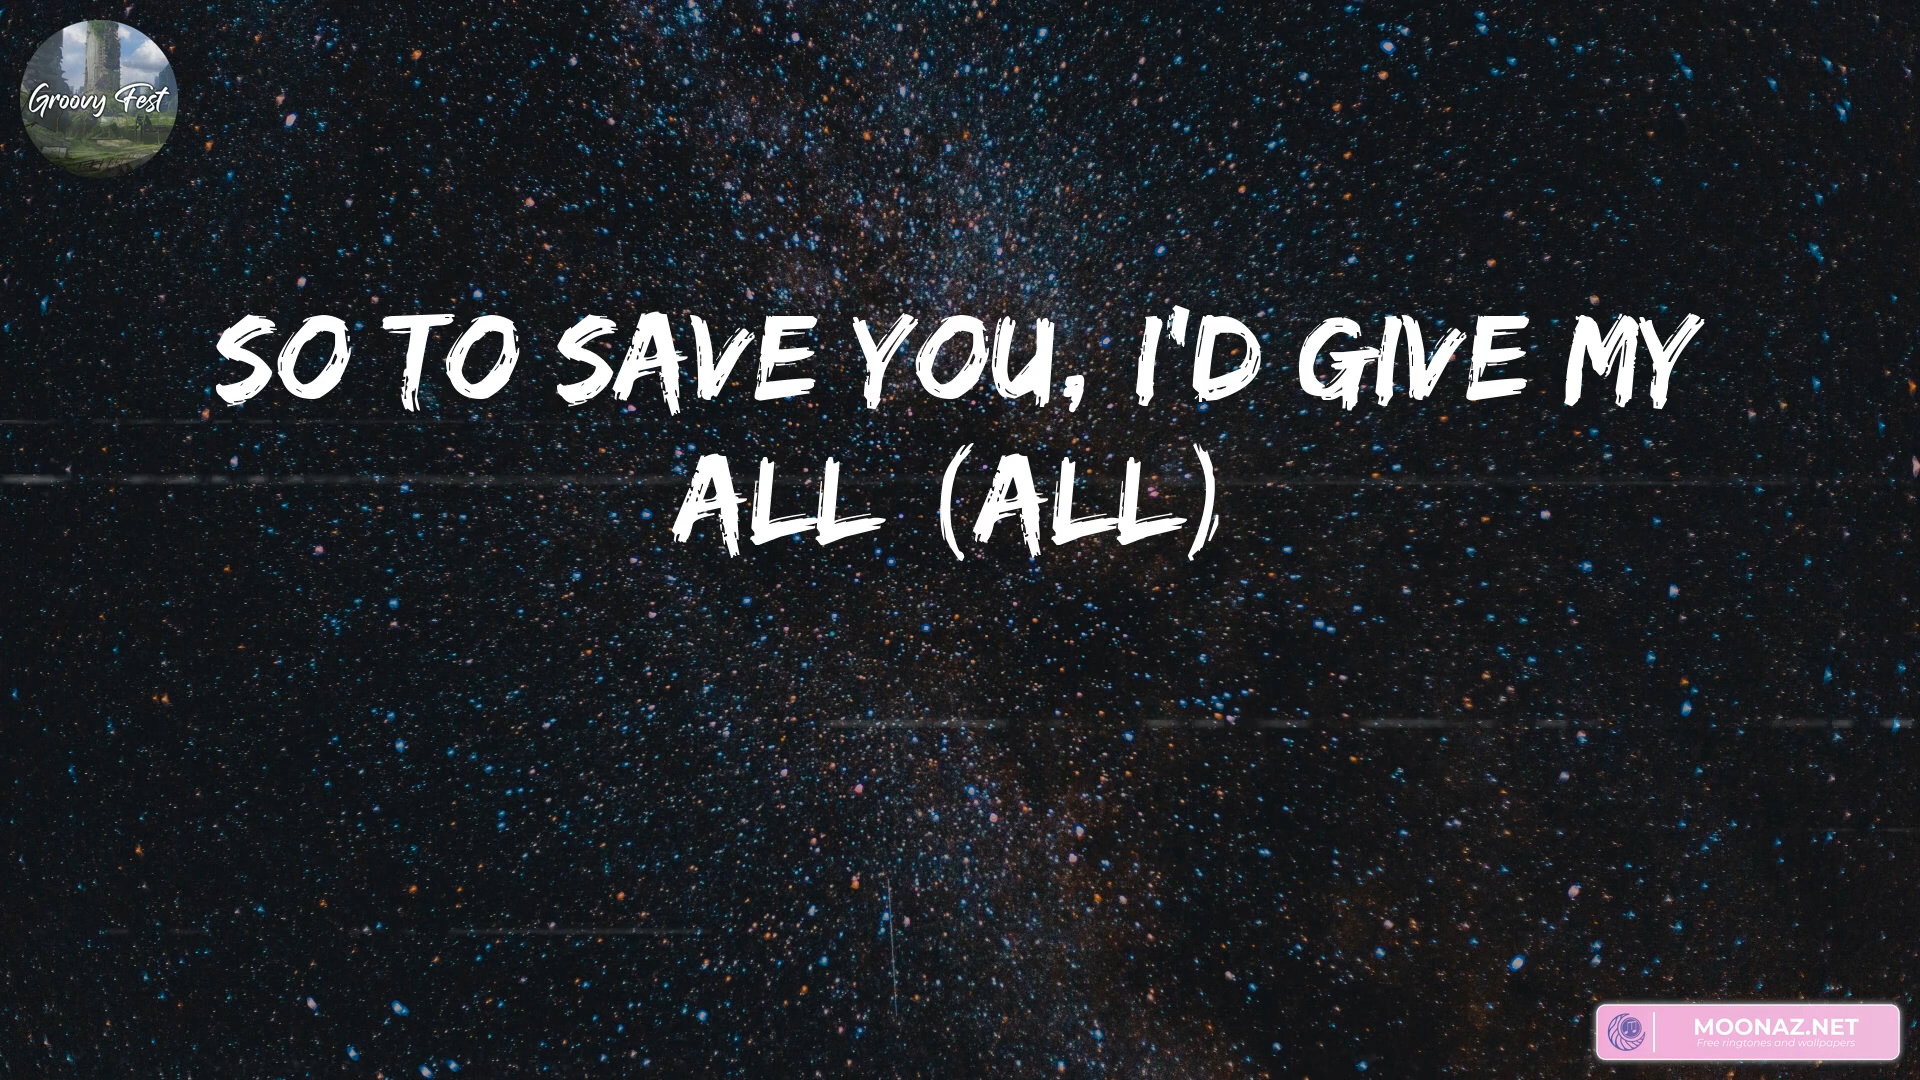 Groovy Fest
SO TO SAVE YOU, I'D GIVE MY
ALL (ALL)
MOONAZ.NET
Free ringtones and wallpapers